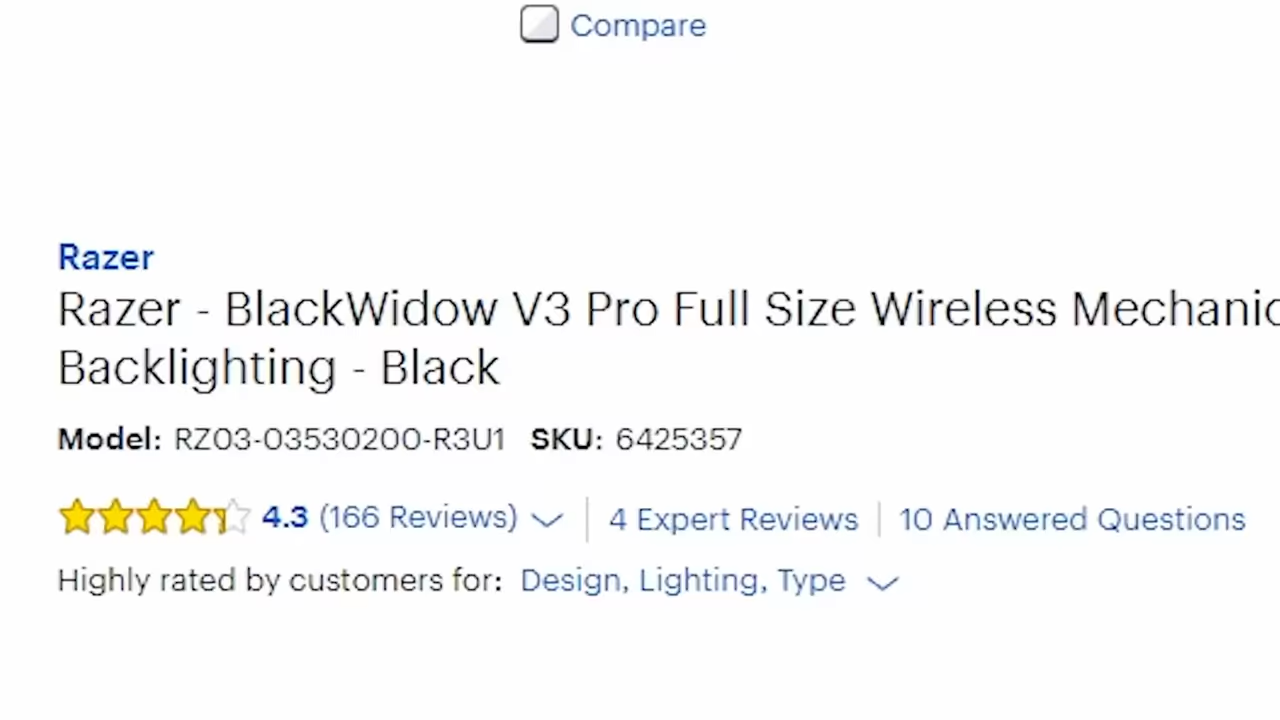 Compare
Razer
Razer - BlackWidow V3 Pro Full Size Wireless
Backlighting - Black
Model: RZ03-03530200-R3U1 SKU: 6425357
4.3 (166 Reviews) 4 Expert Reviews 10 Answered Questions
Highly rated by customers for: Design, Lighting, Type